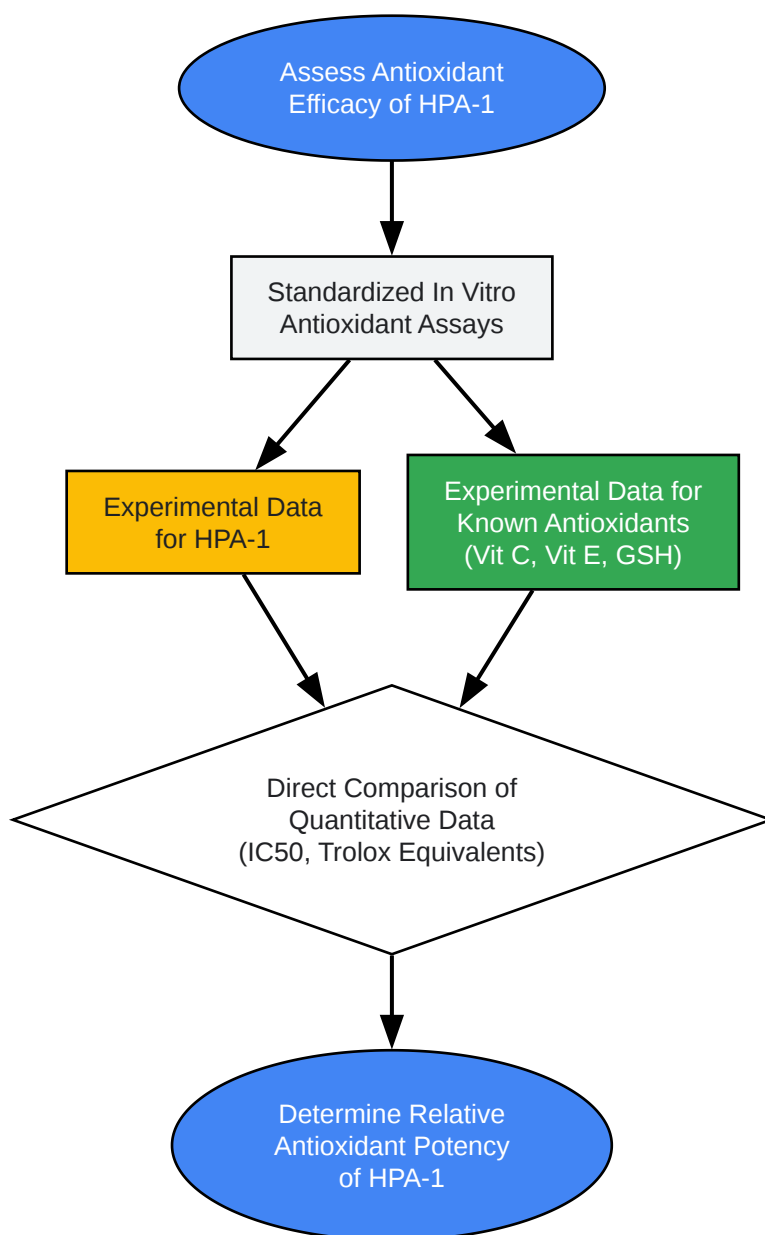 Assess Antioxidant
Efficacy of HPA-1
Standardized In Vitro
Antioxidant Assays
Experimental Data
for HPA-1
Experimental Data for
Known Antioxidants
(Vit C, Vit E, GSH)
Direct Comparison of
Quantitative Data
(IC50, Trolox Equivalents)
Determine Relative
Antioxidant Potency
of HPA-1